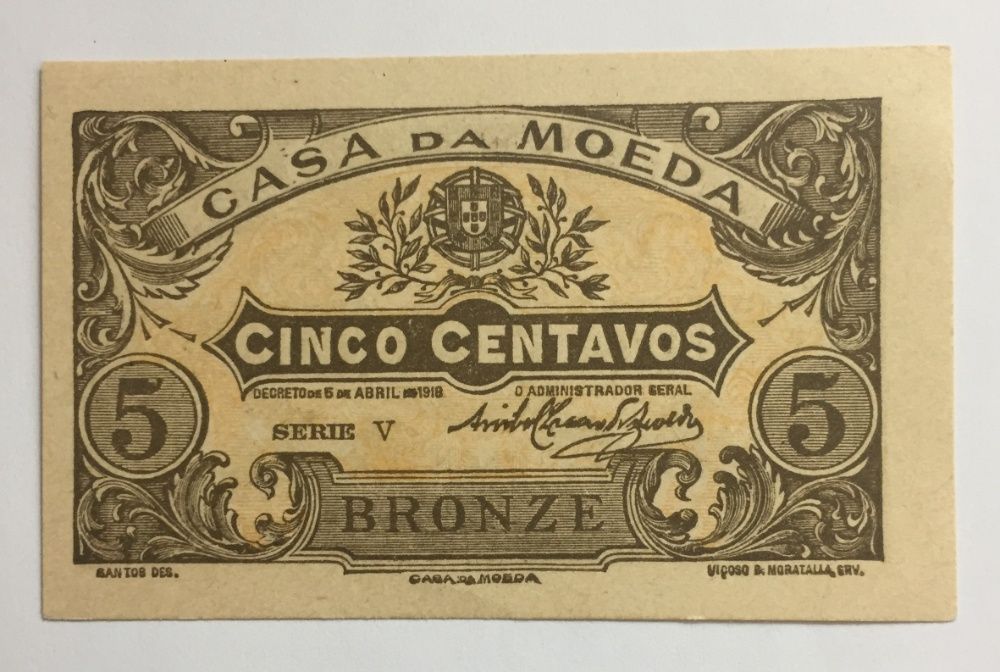 CASA DA MOEDA
CINCO CENTAVOS
DECRETO DE 5 DE ABRIL DE 1918
O ADMINISTRADOR GERAL
SERIE V
5
5
BRONZE
SANTOS DES.
CASA DA MOEDA
VIÇOSO & MORATALLA, GRV.